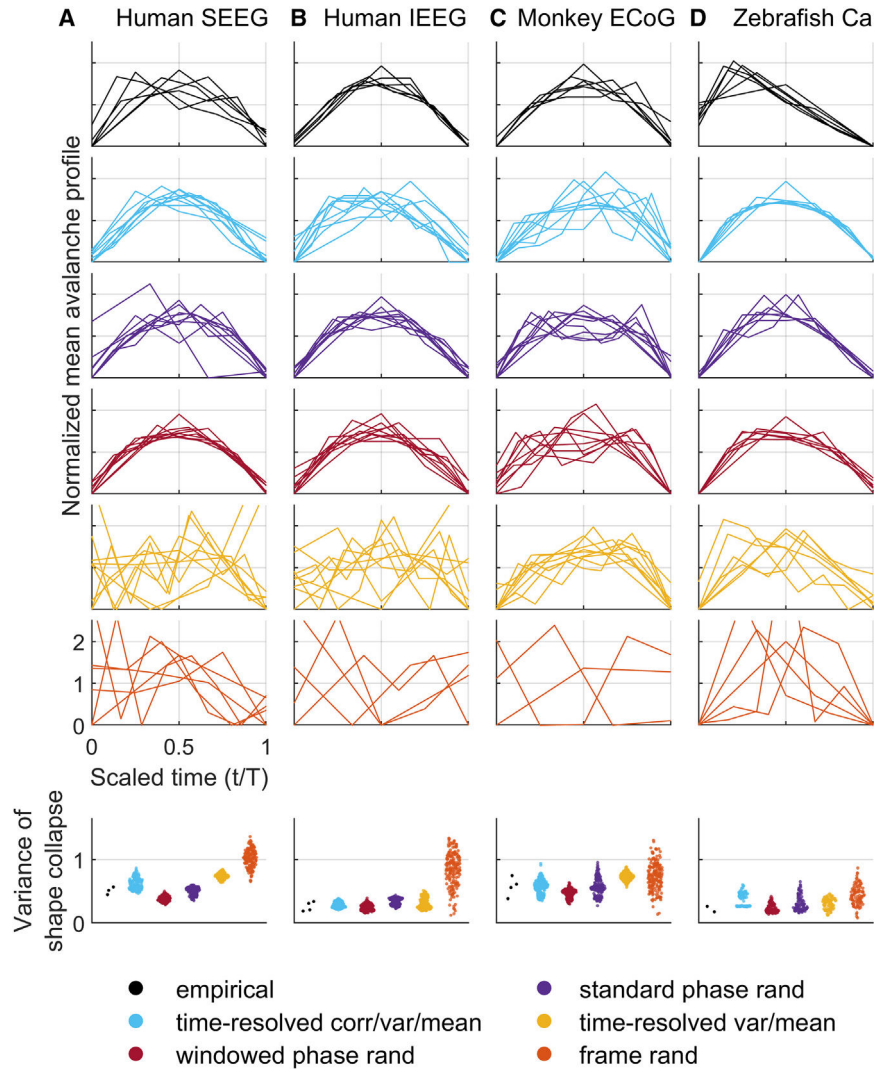 A Human SEEG B Human IEEG C Monkey ECoG D Zebrafish Ca
Normalized mean avalanche profile
2
1
0
0 0.5 1
Scaled time (t/T)
Variance of
shape collapse
1
0
empirical
standard phase rand
time-resolved corr/var/mean
time-resolved var/mean
windowed phase rand
frame rand